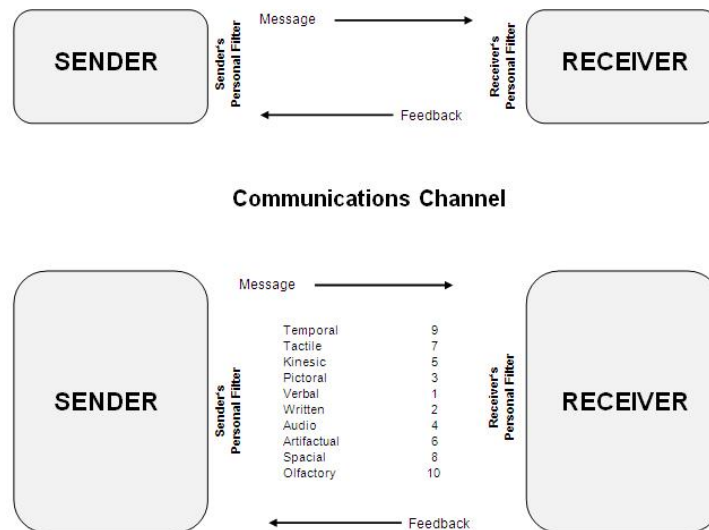 Message
SENDER
Sender's
Personal Filter
Receiver's
Personal Filter
RECEIVER
Feedback
Communications Channel
Message
Temporal 9
Tactile 7
Kinesic 5
Pictoral 3
Verbal 1
Written 2
Audio 4
Artifactual 6
Spacial 8
Olfactory 10
SENDER
Sender's
Personal Filter
Receiver's
Personal Filter
RECEIVER
Feedback